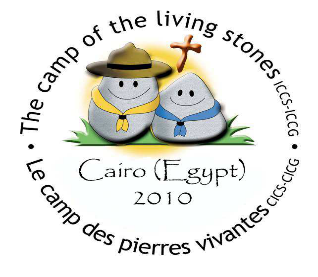 The camp of the living stones ICCS-ICCG
Cairo (Egypt)
2010
• Le camp des pierres vivantes CICS-CICG •